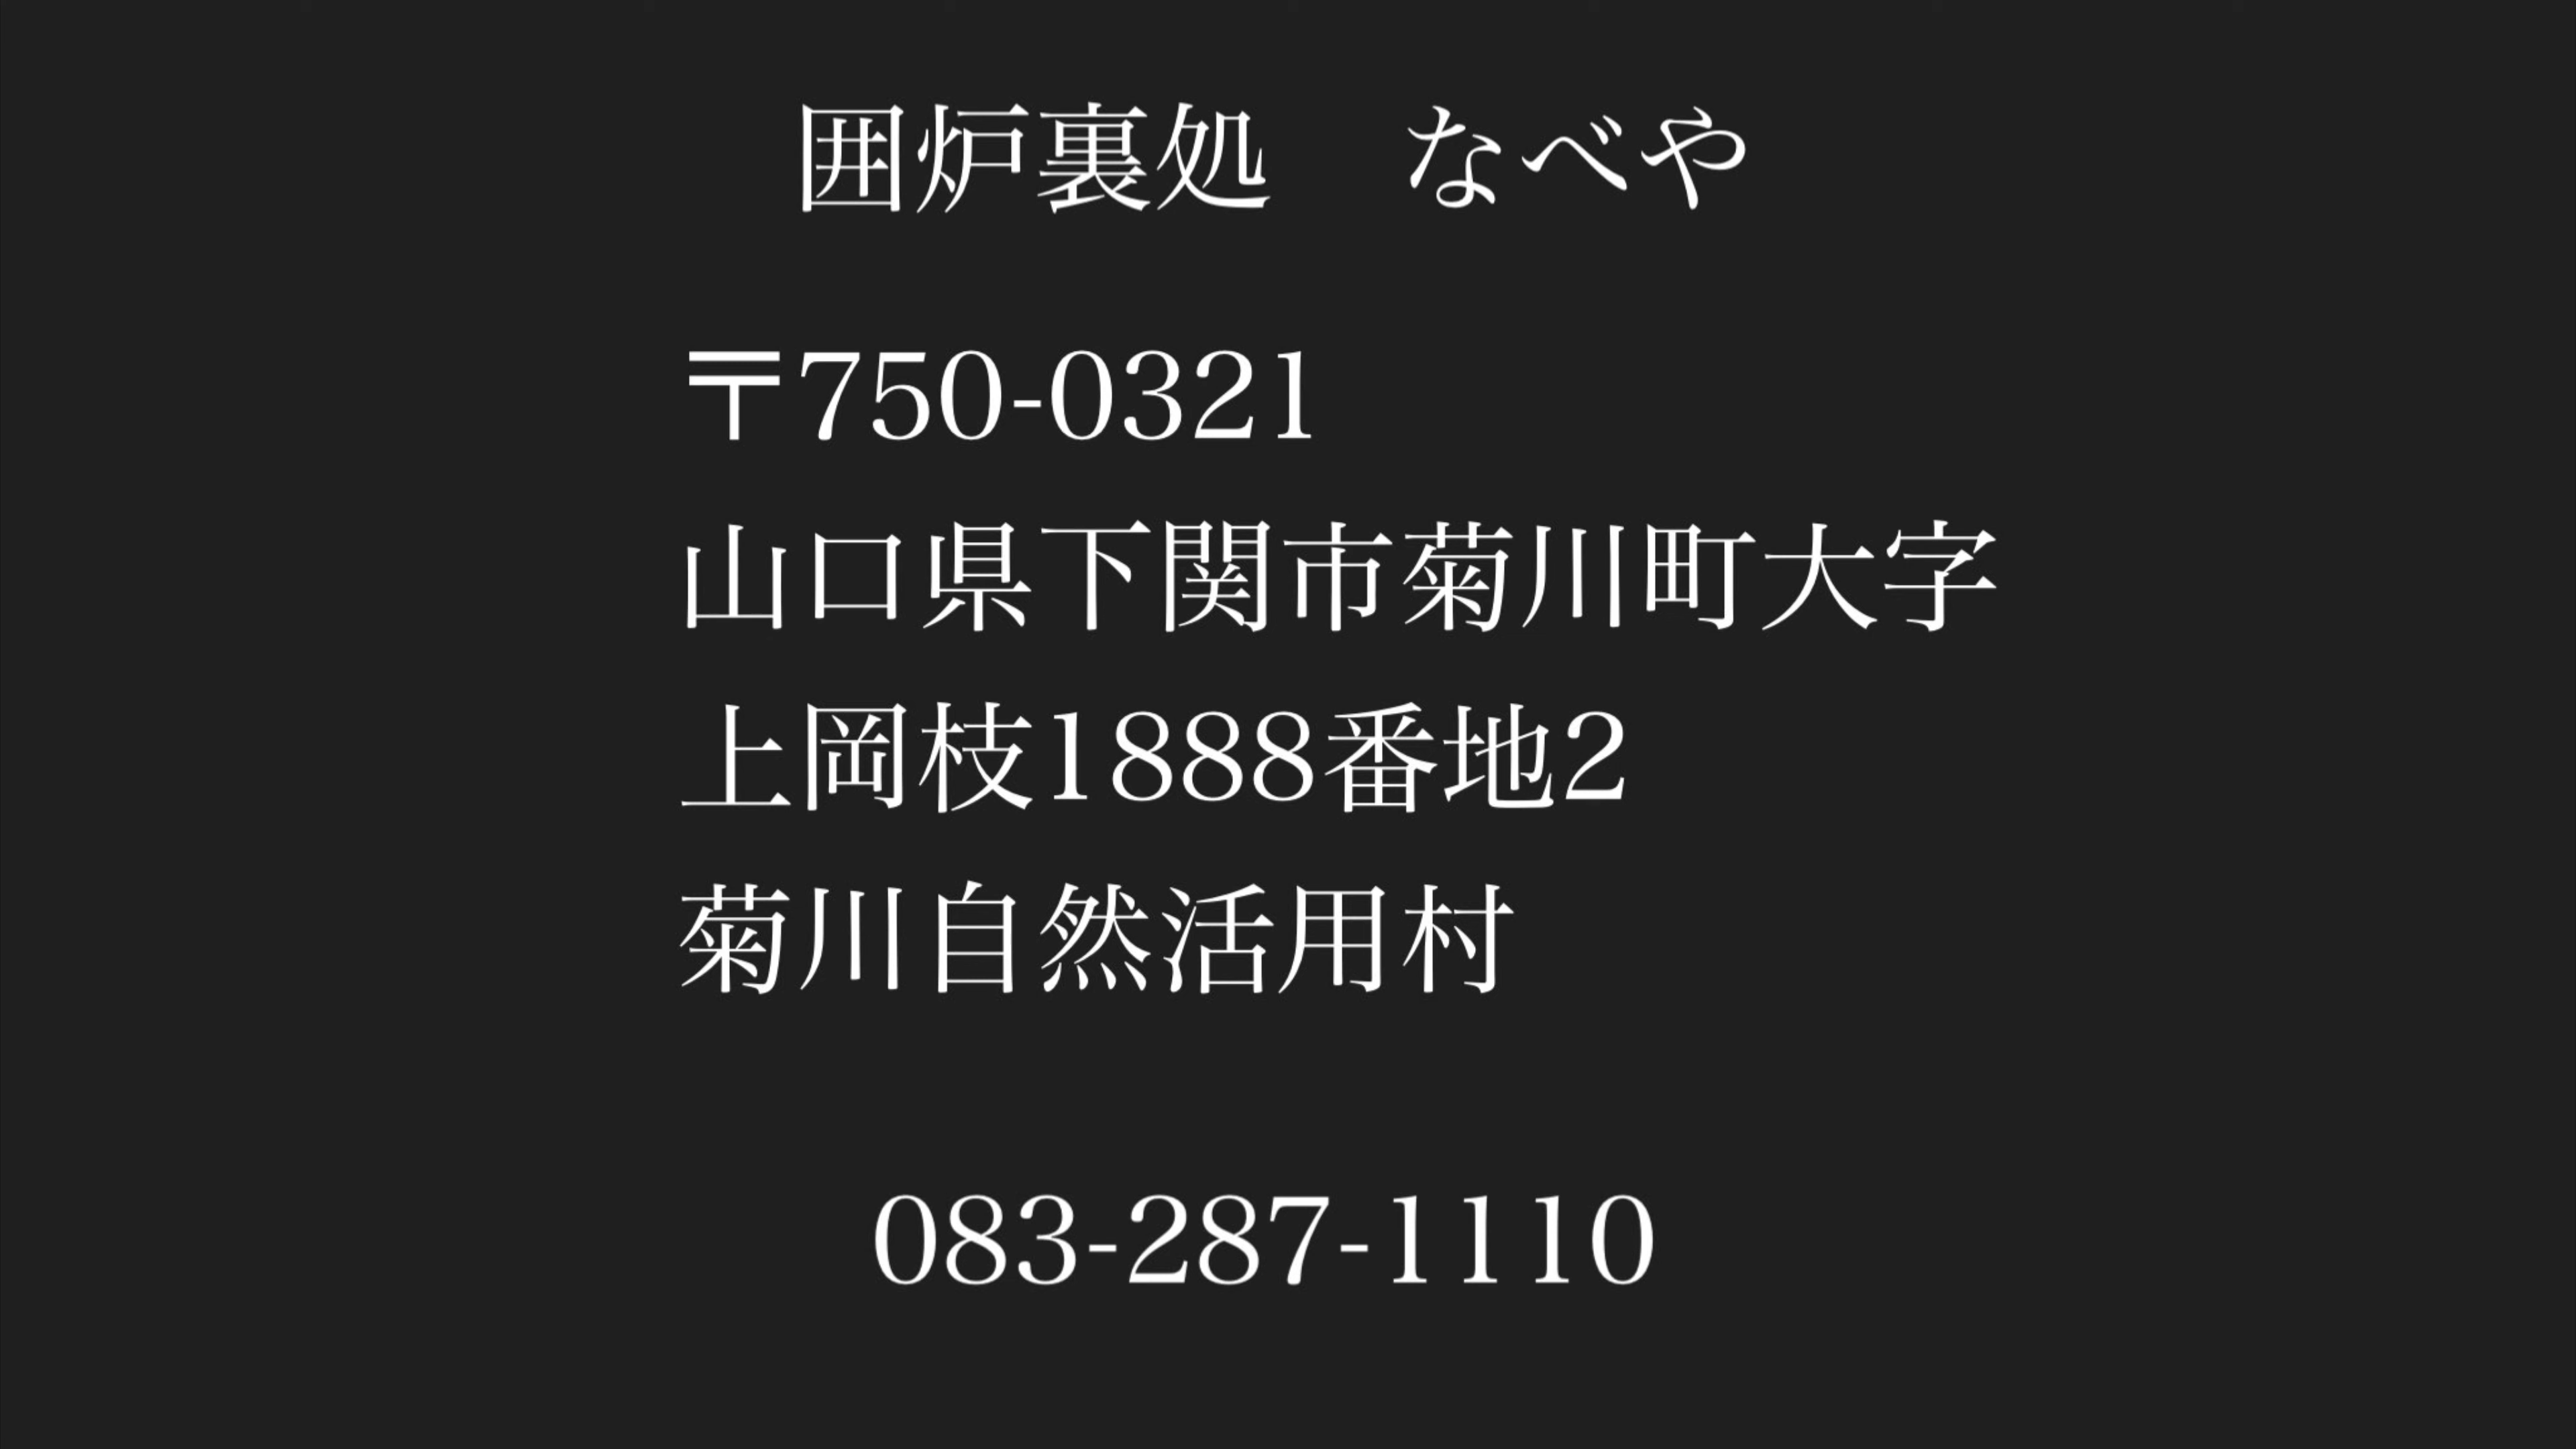 囲炉裏処　なべや
〒750-0321
山口県下関市菊川町大字
上岡枝1888番地2
菊川自然活用村
083-287-1110